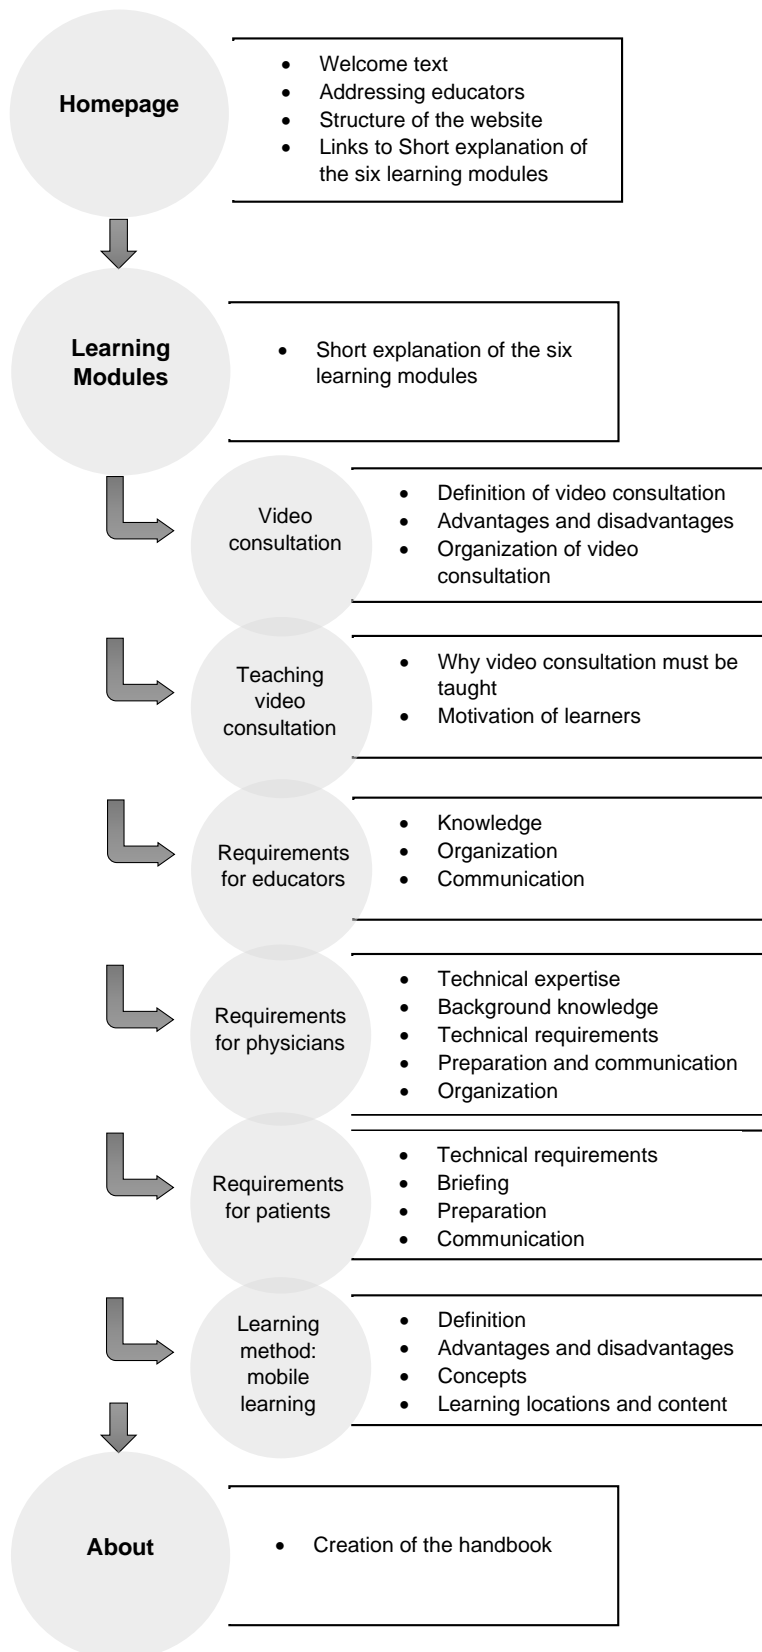 Homepage
• Welcome text
• Addressing educators
• Structure of the website
• Links to Short explanation of
the six learning modules
Learning
Modules
• Short explanation of the six
learning modules
Video
consultation
• Definition of video consultation
• Advantages and disadvantages
• Organization of video
consultation
Teaching
video
consultation
• Why video consultation must be
taught
• Motivation of learners
Requirements
for educators
• Knowledge
• Organization
• Communication
Requirements
for physicians
• Technical expertise
• Background knowledge
• Technical requirements
• Preparation and communication
• Organization
Requirements
for patients
• Technical requirements
• Briefing
• Preparation
• Communication
Learning
method:
mobile
learning
• Definition
• Advantages and disadvantages
• Concepts
• Learning locations and content
About
• Creation of the handbook